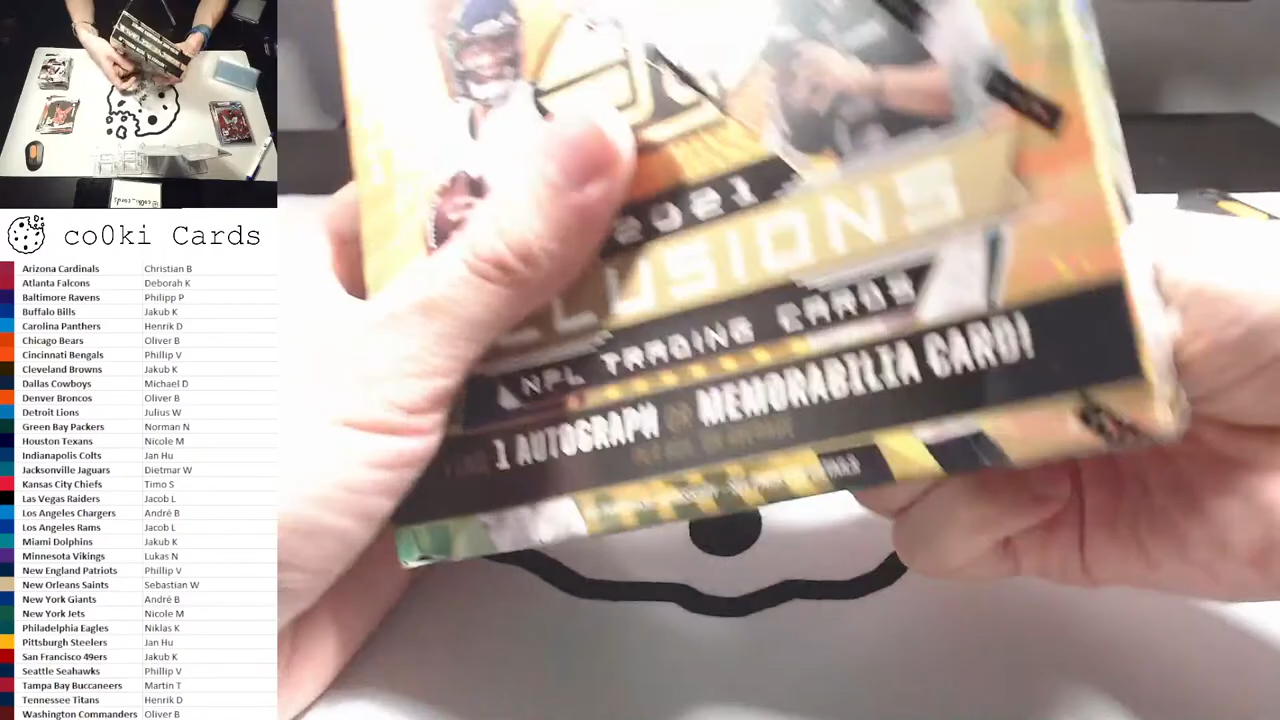 co0ki Cards
Arizona Cardinals Christian B
Atlanta Falcons Deborah K
Baltimore Ravens Philipp P
Buffalo Bills Jakub K
Carolina Panthers Henrik D
Chicago Bears Oliver B
Cincinnati Bengals Phillip V
Cleveland Browns Jakub K
Dallas Cowboys Michael D
Denver Broncos Oliver B
Detroit Lions Julius W
Green Bay Packers Norman N
Houston Texans Nicole M
Indianapolis Colts Jan Hu
Jacksonville Jaguars Dietmar W
Kansas City Chiefs Timo S
Las Vegas Raiders Jacob L
Los Angeles Chargers André B
Los Angeles Rams Jacob L
Miami Dolphins Jakub K
Minnesota Vikings Lukas N
New England Patriots Phillip V
New Orleans Saints Sebastian W
New York Giants André B
New York Jets Nicole M
Philadelphia Eagles Niklas K
Pittsburgh Steelers Jan Hu
San Francisco 49ers Jakub K
Seattle Seahawks Phillip V
Tampa Bay Buccaneers Martin T
Tennessee Titans Henrik D
Washington Commanders Oliver B
2021
NFL TRADING CARDS
1 AUTOGRAPH OR MEMORABILIA CARD!